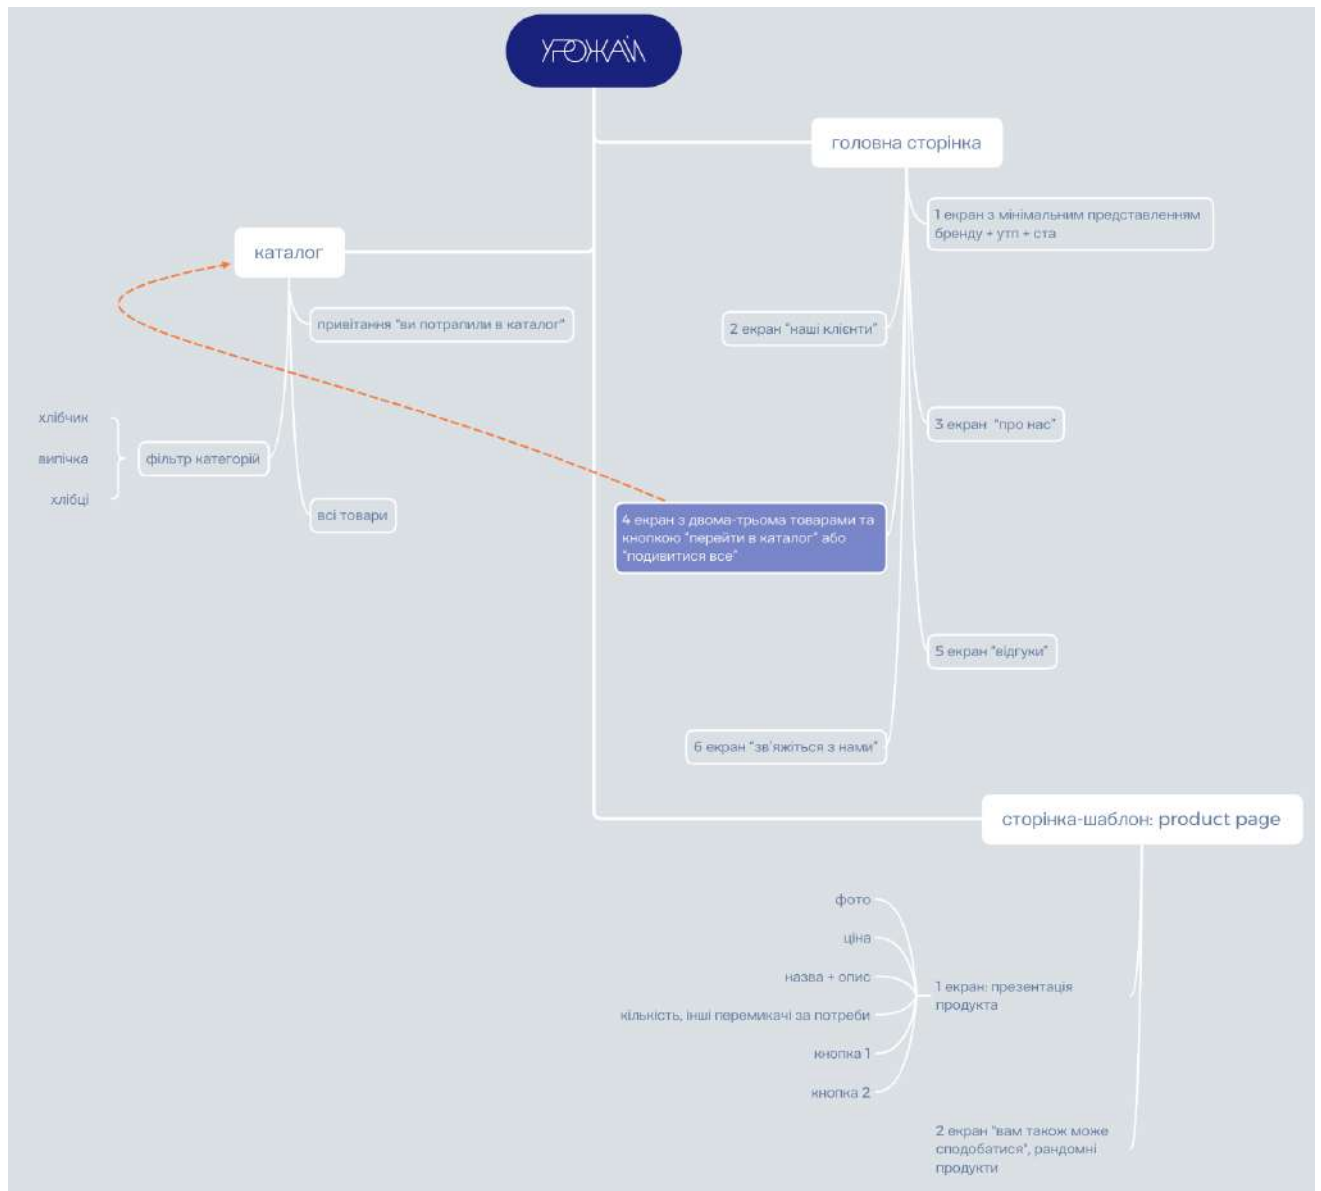 УРОЖАЙ
головна сторінка
1 екран з мінімальним представленням
бренду + утп + cta
2 екран "наші клієнти"
3 екран "про нас"
4 екран з двома-трьома товарами та
кнопкою "перейти в каталог" або
"подивитися все"
5 екран "відгуки"
6 екран "зв'яжіться з нами"
каталог
привітання "ви потрапили в каталог"
фільтр категорій
хлібчик
випічка
хлібці
всі товари
сторінка-шаблон: product page
1 екран: презентація
продукта
фото
ціна
назва + опис
кількість, інші перемикачі за потреби
кнопка 1
кнопка 2
2 екран "вам також може
сподобатися", рандомні
продукти